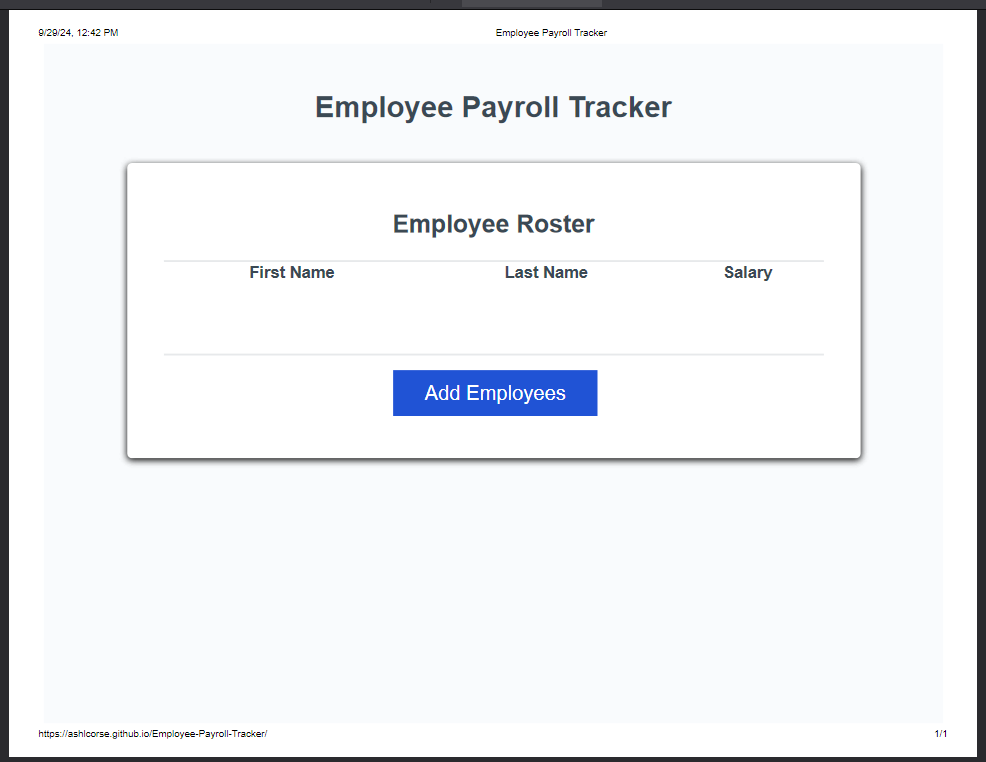 9/29/24, 12:42 PM Employee Payroll Tracker
Employee Payroll Tracker
Employee Roster
First Name Last Name Salary
Add Employees
https://ashlcorse.github.io/Employee-Payroll-Tracker/ 1/1